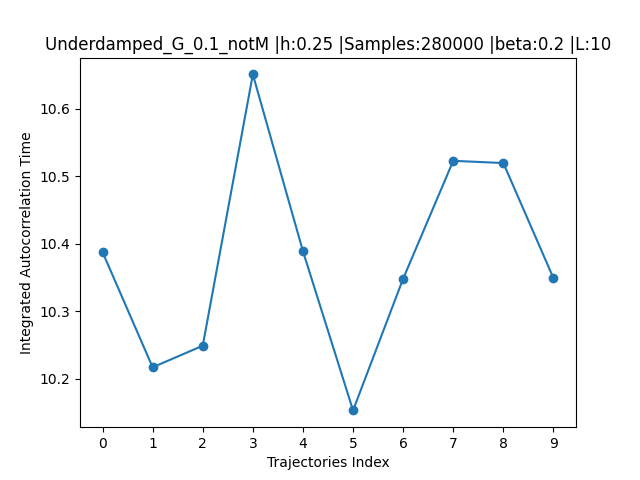 Underdamped_G_0.1_notM |h:0.25 |Samples:280000 |beta:0.2 |L:10
10.6
10.5
10.4
10.3
10.2
Integrated Autocorrelation Time
0 1 2 3 4 5 6 7 8 9
Trajectories Index